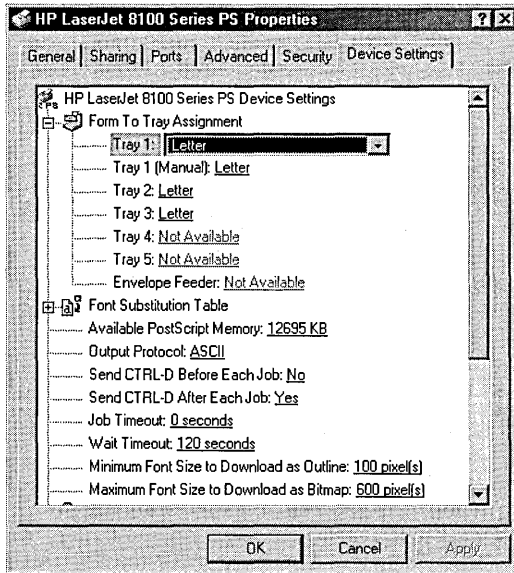 HP LaserJet 8100 Series PS Properties
General Sharing Ports Advanced Security Device Settings
HP LaserJet 8100 Series PS Device Settings
Form To Tray Assignment
Tray 1: Letter
Tray 1 (Manual): Letter
Tray 2: Letter
Tray 3: Letter
Tray 4: Not Available
Tray 5: Not Available
Envelope Feeder: Not Available
Font Substitution Table
Available PostScript Memory: 12695 KB
Output Protocol: ASCII
Send CTRL-D Before Each Job: No
Send CTRL-D After Each Job: Yes
Job Timeout: 0 seconds
Wait Timeout: 120 seconds
Minimum Font Size to Download as Outline: 100 pixel(s)
Maximum Font Size to Download as Bitmap: 600 pixel(s)
OK Cancel Apply